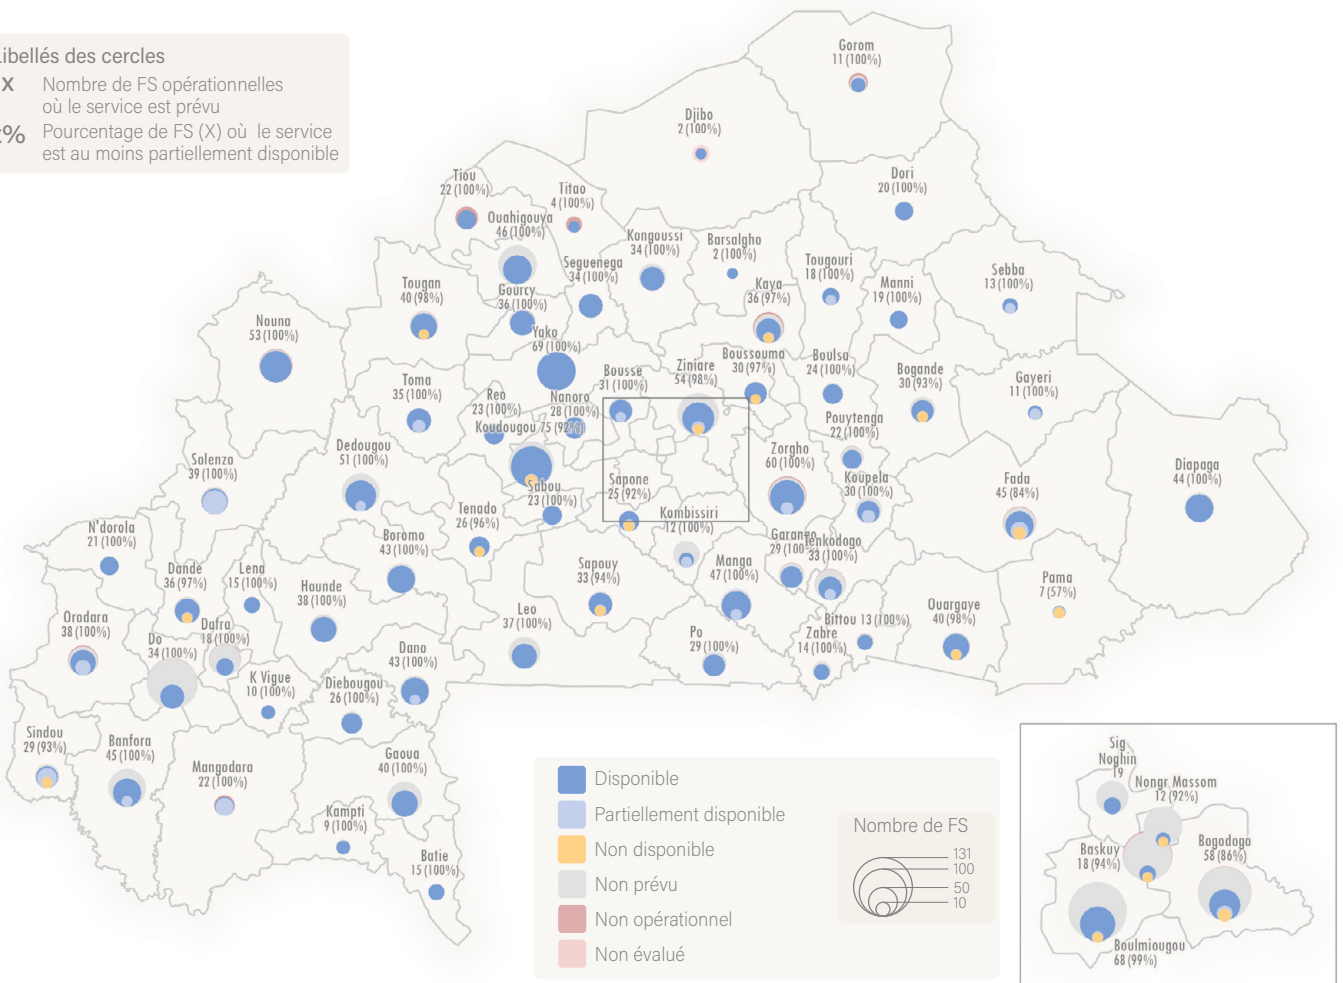 Libellés des cercles
X Nombre de FS opérationnelles
où le service est prévu
% Pourcentage de FS (X) où le service
est au moins partiellement disponible
Gorom
11 (100%)
Djibo
2 (100%)
Dori
20 (100%)
Tiou
22 (100%)
Titao
4 (100%)
Ouahigouya
46 (100%)
Kongoussi
34 (100%)
Barsalgho
2 (100%)
Tougouri
18 (100%)
Sebba
13 (100%)
Seguenega
34 (100%)
Tougan
40 (98%)
Gourcy
36 (100%)
Kaya
36 (97%)
Manni
19 (100%)
Nouna
53 (100%)
Yako
69 (100%)
Boussouma
30 (97%)
Boulsa
24 (100%)
Ziniare
54 (98%)
Bousse
31 (100%)
Bogande
30 (93%)
Gayeri
11 (100%)
Toma
35 (100%)
Reo
23 (100%)
Nanoro
28 (100%)
Koudougou 75 (92%)
Pouytenga
22 (100%)
Dedougou
51 (100%)
Zorgho
60 (100%)
Solenzo
39 (100%)
Diapaga
44 (100%)
Koupela
30 (100%)
Fada
45 (84%)
Sapone
25 (92%)
Sabou
23 (100%)
Tenado
26 (96%)
Kombissiri
12 (100%)
N'dorola
21 (100%)
Boromo
43 (100%)
Garango
29 (100%)
Tenkodogo
33 (100%)
Dande
36 (97%)
Lena
15 (100%)
Hounde
38 (100%)
Sapouy
33 (94%)
Manga
47 (100%)
Pama
7 (57%)
Orodara
38 (100%)
Leo
37 (100%)
Ouargaye
40 (98%)
Dafra
18 (100%)
Bittou 13 (100%)
Do
34 (100%)
Po
29 (100%)
Zabre
14 (100%)
Dano
43 (100%)
K Vigue
10 (100%)
Diebougou
26 (100%)
Sindou
29 (93%)
Banfora
45 (100%)
Mangodara
22 (100%)
Gaoua
40 (100%)
Kampti
9 (100%)
Batie
15 (100%)
Disponible
Partiellement disponible
Non disponible
Non prévu
Non opérationnel
Non évalué
Nombre de FS
131
100
50
10
Sig
Noghin
19
Nongr Massom
12 (92%)
Baskuy
18 (94%)
Bogodogo
58 (86%)
Boulmiougou
68 (99%)